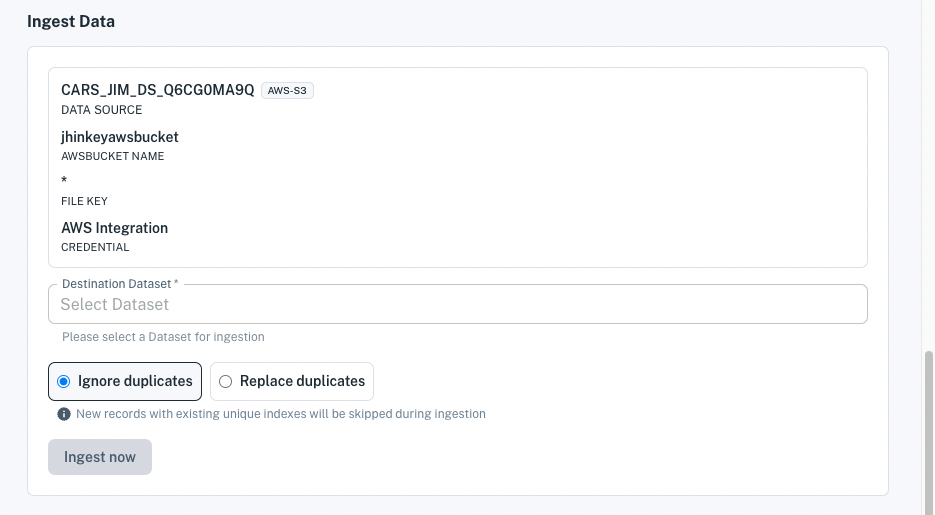 Ingest Data
CARS_JIM_DS_Q6CG0MA9Q AWS-S3
DATA SOURCE
jhinkeyawsbucket
AWSBUCKET NAME
*
FILE KEY
AWS Integration
CREDENTIAL
Destination Dataset *
Select Dataset
Please select a Dataset for ingestion
Ignore duplicates Replace duplicates
New records with existing unique indexes will be skipped during ingestion
Ingest now